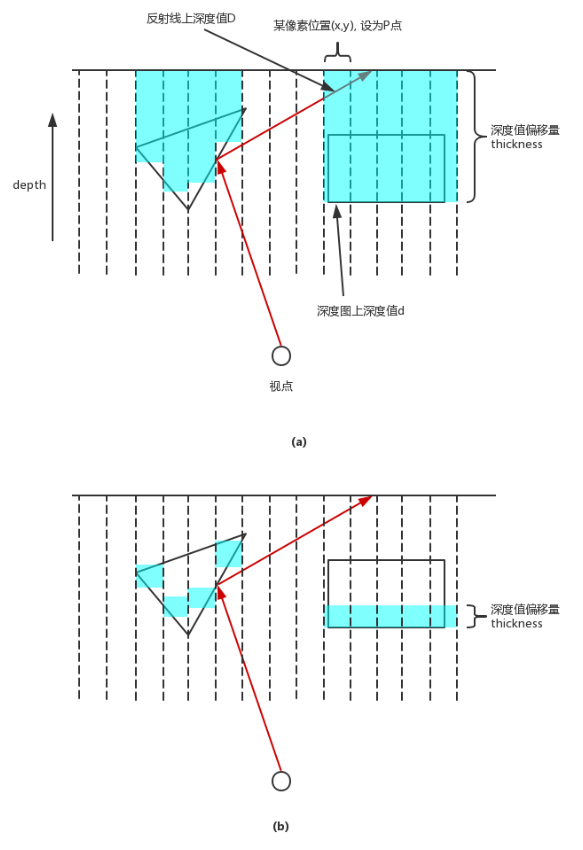 反射线上深度值D
某像素位置(x,y), 设为P点
深度值偏移量
thickness
depth
深度图上深度值d
视点
(a)
深度值偏移量
thickness
(b)